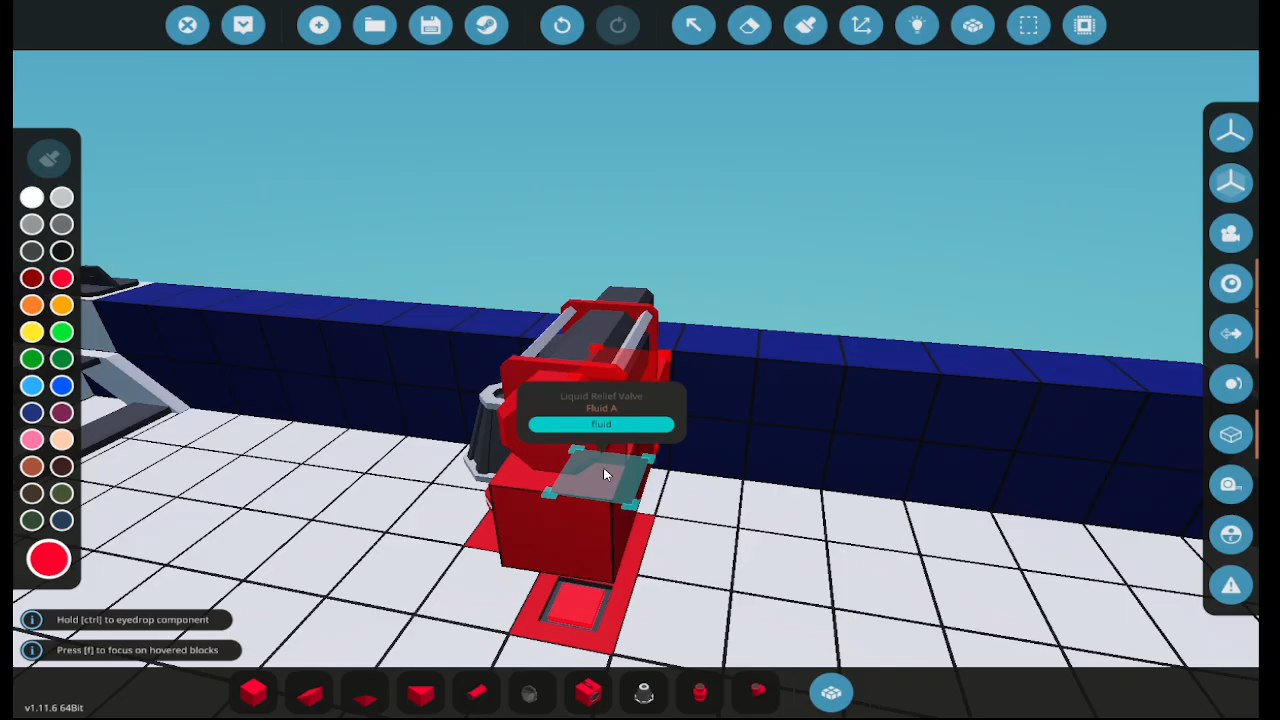 Liquid Relief Valve
Fluid A
fluid
Hold [ctrl] to eyedrop component
Press [f] to focus on hovered blocks
v1.11.6 64Bit